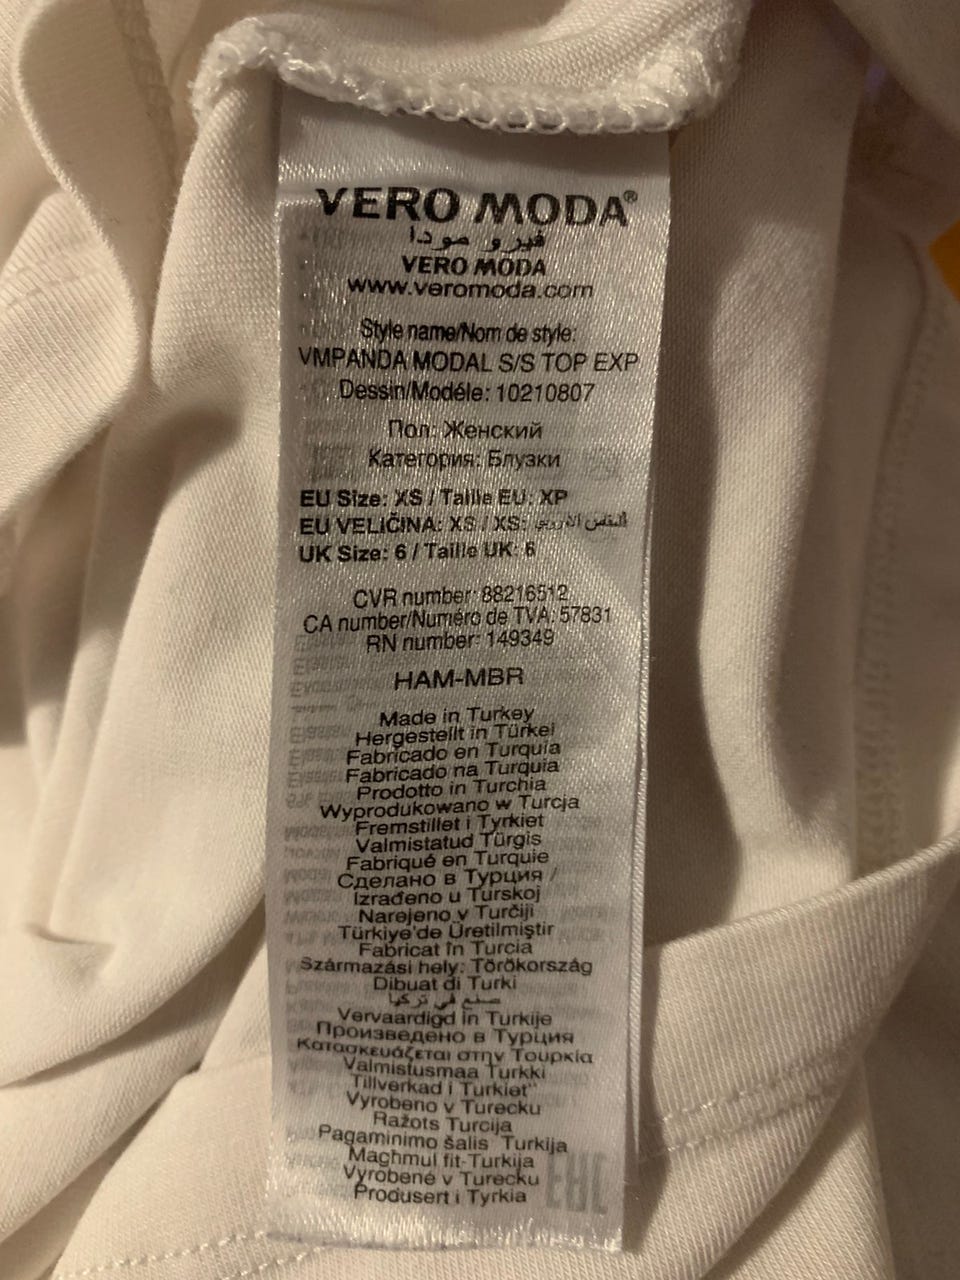 VERO MODA®
فيرو مودا
VERO MODA
www.veromoda.com
Style name/Nom de style:
VMPANDA MODAL S/S TOP EXP
Dessin/Modéle: 10210807
Пол: Женский
Категория: Блузки
EU Size: XS / Taille EU: XP
EU VELIČINA: XS / XS:
UK Size: 6 / Taille UK: 6
CVR number: 88216512
CA number/Numéro de TVA: 57831
RN number: 149349
HAM-MBR
Made in Turkey
Hergestellt in Türkei
Fabricado en Turquía
Fabricado na Turquia
Prodotto in Turchia
Wyprodukowano w Turcja
Fremstillet i Tyrkiet
Valmistatud Türgis
Fabriqué en Turquie
Сделано в Турция /
Izrađeno u Turskoj
Narejeno v Turčiji
Türkiye'de Üretilmiştir
Fabricat în Turcia
Származási hely: Törökország
Dibuat di Turki
صنع في تركيا
Vervaardigd in Turkije
Произведено в Турция
Κατασκευάζεται στην Τουρκία
Valmistusmaa Turkki
Tillverkad i Turkiet"
Vyrobeno v Turecku
Ražots Turcija
Pagaminimo šalis Turkija
Maghmul fit-Turkija
Vyrobené v Turecku
Produsert i Tyrkia